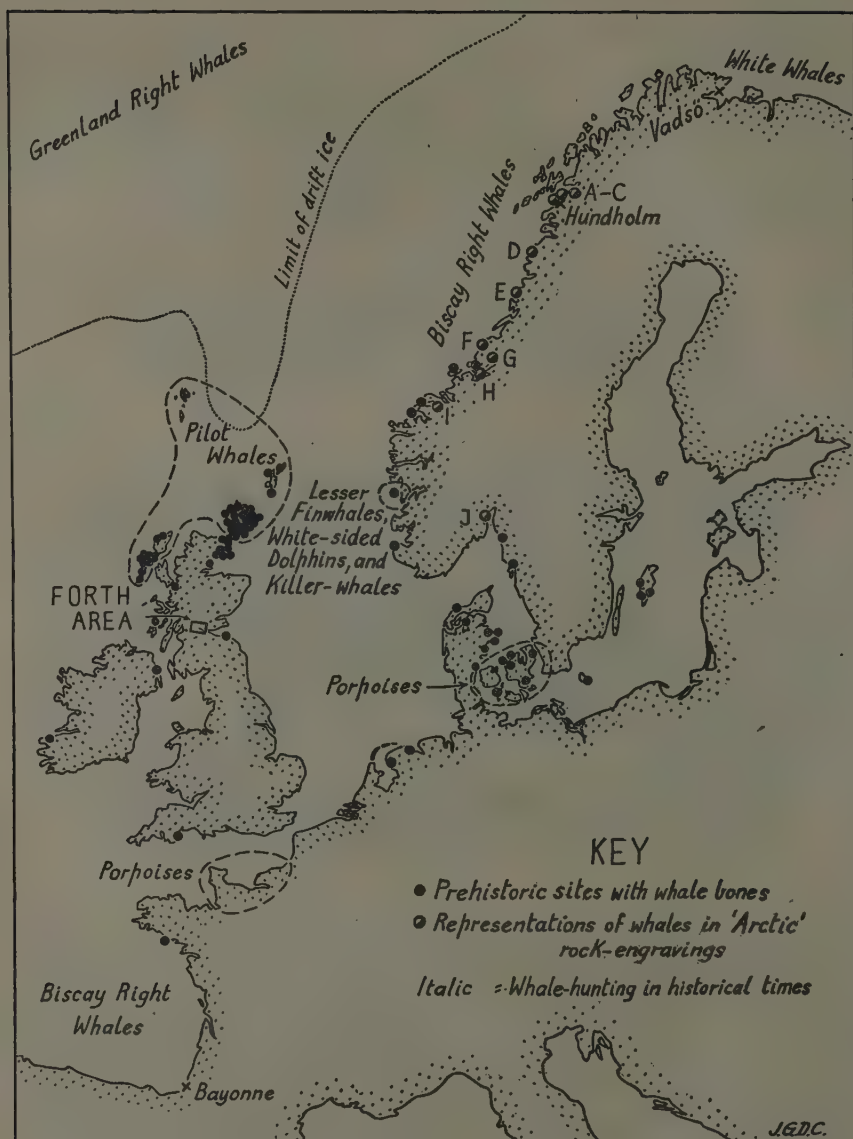 Greenland Right Whales
Limit of drift ice
White Whales
Vadsö
A-C
Hundholm
Biscay Right Whales
D
E
F
G
H
I
J
Pilot
Whales
Lesser
Finwhales,
White-sided
Dolphins, and
Killer-whales
FORTH
AREA
Porpoises
Porpoises
Biscay Right
Whales
Bayonne
KEY
Prehistoric sites with whale bones
Representations of whales in 'Arctic'
rock-engravings
Italic = Whale-hunting in historical times
J.G.D.C.